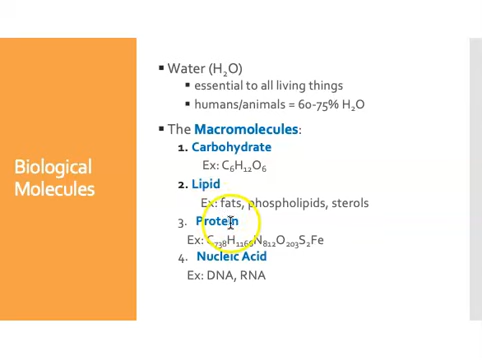 Biological
Molecules
▪ Water (H₂O)
▪ essential to all living things
▪ humans/animals = 60-75% H₂O
▪ The Macromolecules:
1. Carbohydrate
Ex: C₆H₁₂O₆
2. Lipid
Ex: fats, phospholipids, sterols
3. Protein
Ex: C₇₃₈H₁₁₆₆N₈₁₂O₂₀₃S₂Fe
4. Nucleic Acid
Ex: DNA, RNA